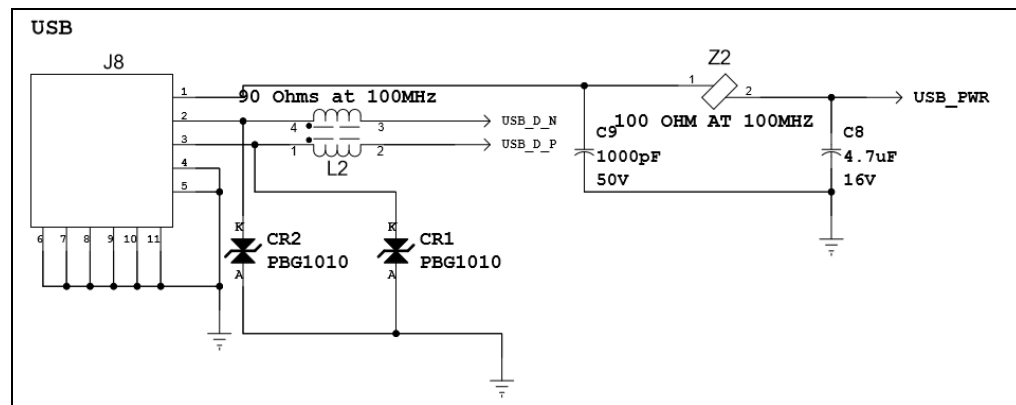 USB
J8
Z2
1
1
2
90 Ohms at 100MHz
USB_PWR
2
4
3
USB_D_N
100 OHM AT 100MHZ
3
1
2
USB_D_P
C9
1000pF
50V
C8
4.7uF
16V
L2
4
5
K
CR2
PBG1010
A
K
CR1
PBG1010
A
6
7
8
9
10
11